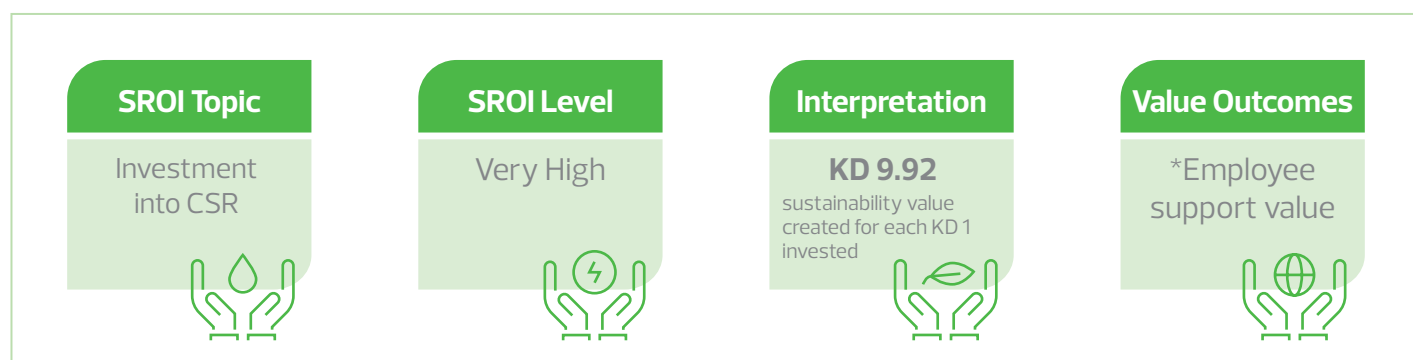 SROI Topic
Investment
into CSR
SROI Level
Very High
Interpretation
KD 9.92
sustainability value
created for each KD 1
invested
Value Outcomes
*Employee
support value